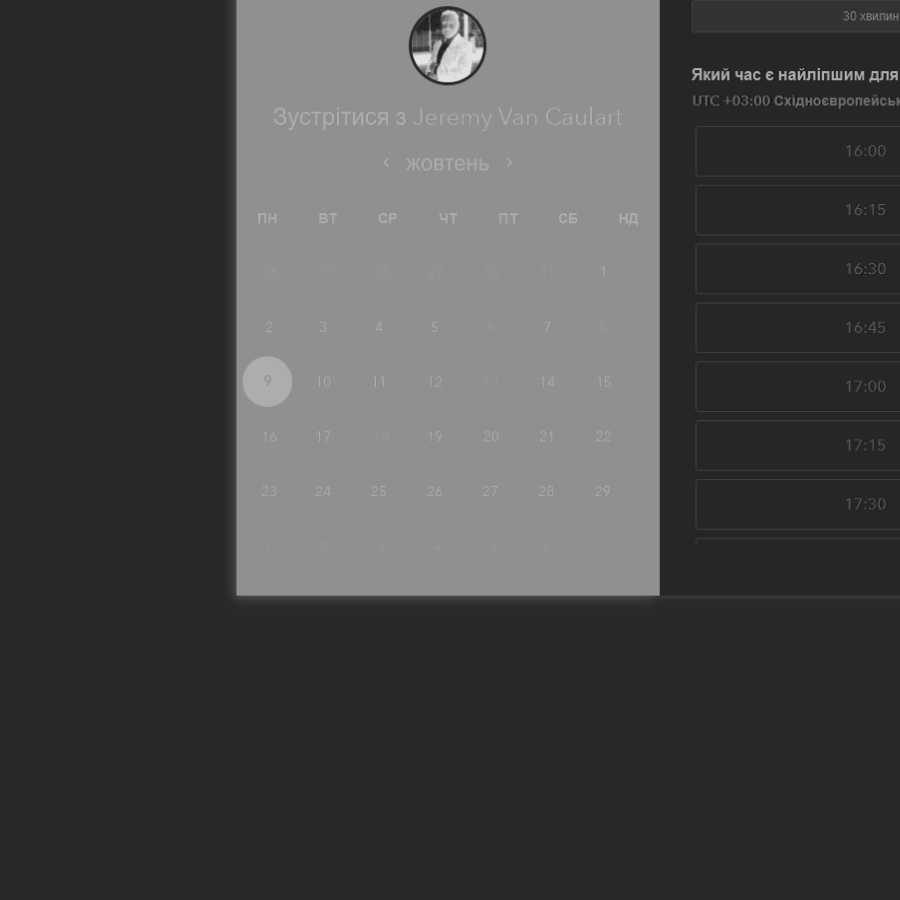 Зустрітися з Jeremy Van Caulart
‹ жовтень ›
ПН ВТ СР ЧТ ПТ СБ НД
26 27 28 29 30 31 1
2 3 4 5 6 7 8
9 10 11 12 13 14 15
16 17 18 19 20 21 22
23 24 25 26 27 28 29
1 2 3 4 5 6 7
30 хвилин
Який час є найліпшим для
UTC +03:00 Східноєвропейськ
16:00
16:15
16:30
16:45
17:00
17:15
17:30